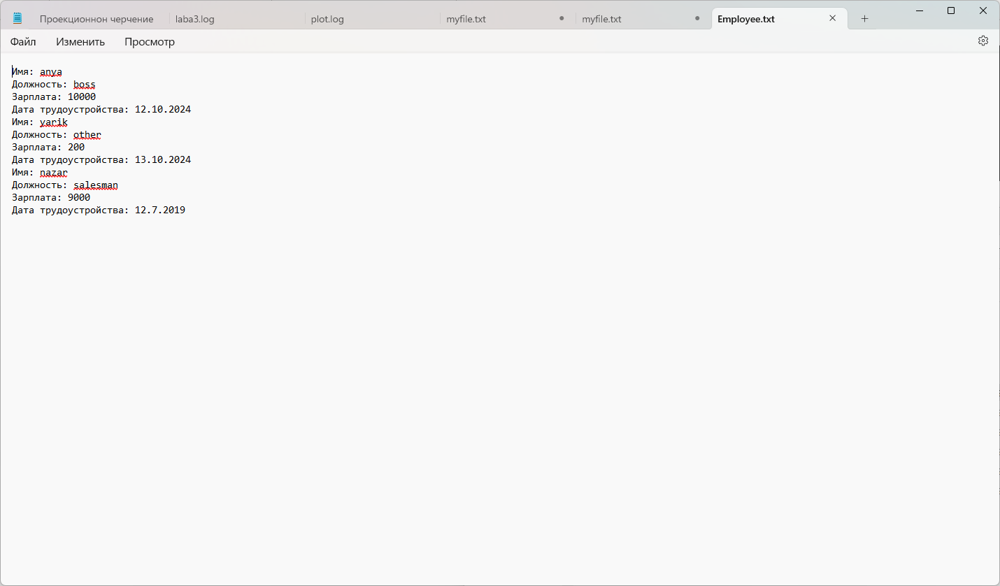 Проекционнон черчение
laba3.log
plot.log
myfile.txt
myfile.txt
Employee.txt
Файл Изменить Просмотр
Имя: anya
Должность: boss
Зарплата: 10000
Дата трудоустройства: 12.10.2024
Имя: yarik
Должность: other
Зарплата: 200
Дата трудоустройства: 13.10.2024
Имя: nazar
Должность: salesman
Зарплата: 9000
Дата трудоустройства: 12.7.2019